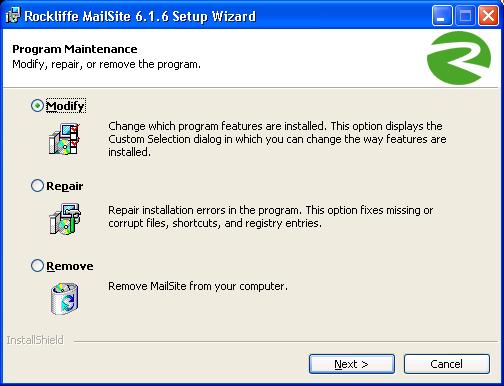 Rockliffe MailSite 6.1.6 Setup Wizard
Program Maintenance
Modify, repair, or remove the program.
Modify
Change which program features are installed. This option displays the
Custom Selection dialog in which you can change the way features are
installed.
Repair
Repair installation errors in the program. This option fixes missing or
corrupt files, shortcuts, and registry entries.
Remove
Remove MailSite from your computer.
InstallShield
Next >
Cancel